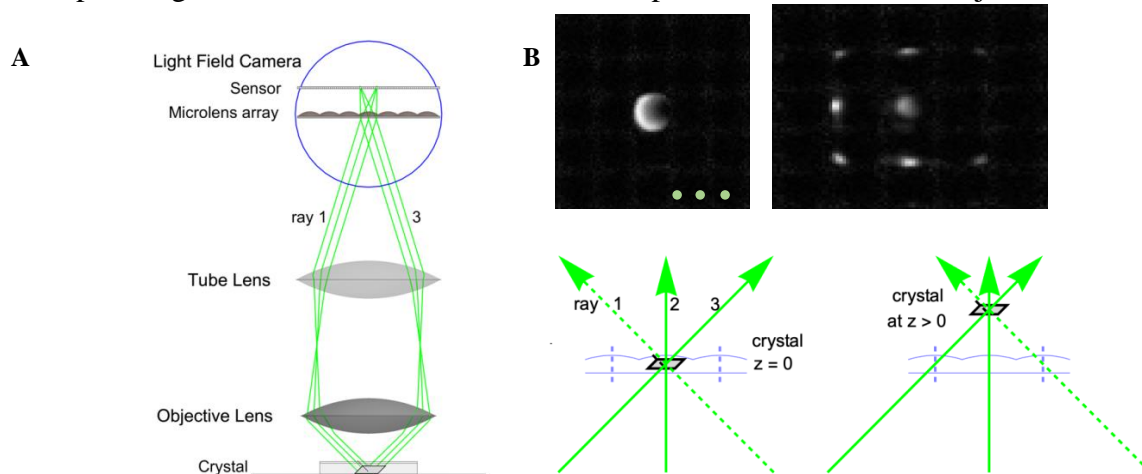 A
Light Field Camera
Sensor
Microlens array
ray 1
3
Tube Lens
Objective Lens
Crystal
B
ray 1 2 3
crystal
z = 0
crystal
at z > 0